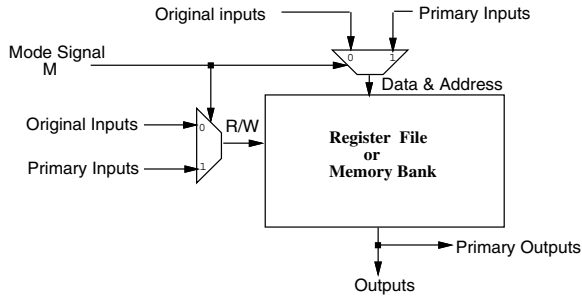 Original inputs
Primary Inputs
0 1
Mode Signal
M
Data & Address
Original Inputs
0
R/W
Primary Inputs
1
Register File
or
Memory Bank
Primary Outputs
Outputs